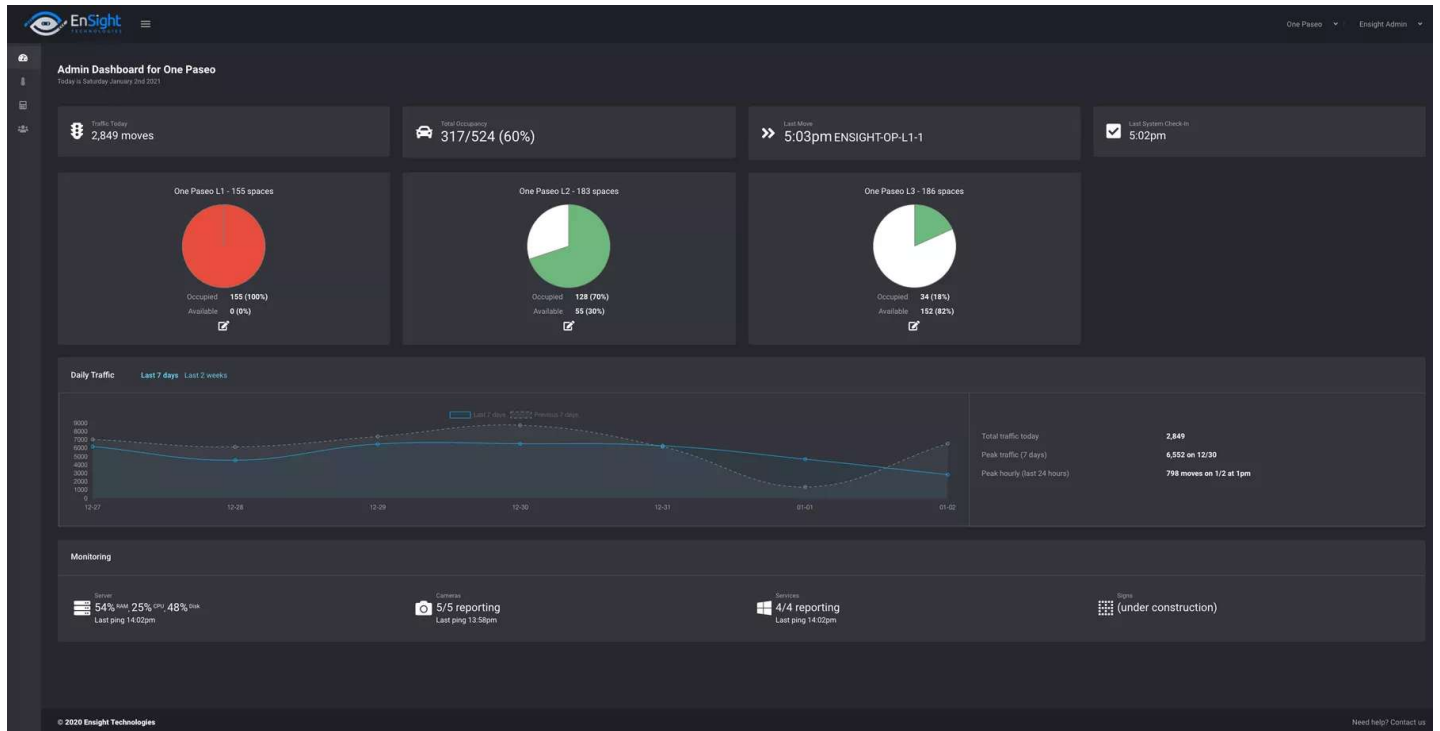 EnSight
TECHNOLOGIES
One Paseo
Ensight Admin
Admin Dashboard for One Paseo
Today is Saturday January 2nd 2021
Traffic Today
2,849 moves
Total Occupancy
317/524 (60%)
Last Move
5:03pm ENSIGHT-OP-L1-1
Last System Check-In
5:02pm
One Paseo L1 - 155 spaces
Occupied 155 (100%)
Available 0 (0%)
One Paseo L2 - 183 spaces
Occupied 128 (70%)
Available 55 (30%)
One Paseo L3 - 186 spaces
Occupied 34 (18%)
Available 152 (82%)
Daily Traffic Last 7 days Last 2 weeks
Last 7 days Previous 7 days
9000
8000
7000
6000
5000
4000
3000
2000
1000
0
12-27 12-28 12-29 12-30 12-31 01-01 01-02
Total traffic today 2,849
Peak traffic (7 days) 6,552 on 12/30
Peak hourly (last 24 hours) 798 moves on 1/2 at 1pm
Monitoring
Server
54% RAM, 25% CPU, 48% Disk
Last ping 14:02pm
Cameras
5/5 reporting
Last ping 13:58pm
Services
4/4 reporting
Last ping 14:02pm
Signs
(under construction)
© 2020 Ensight Technologies
Need help? Contact us